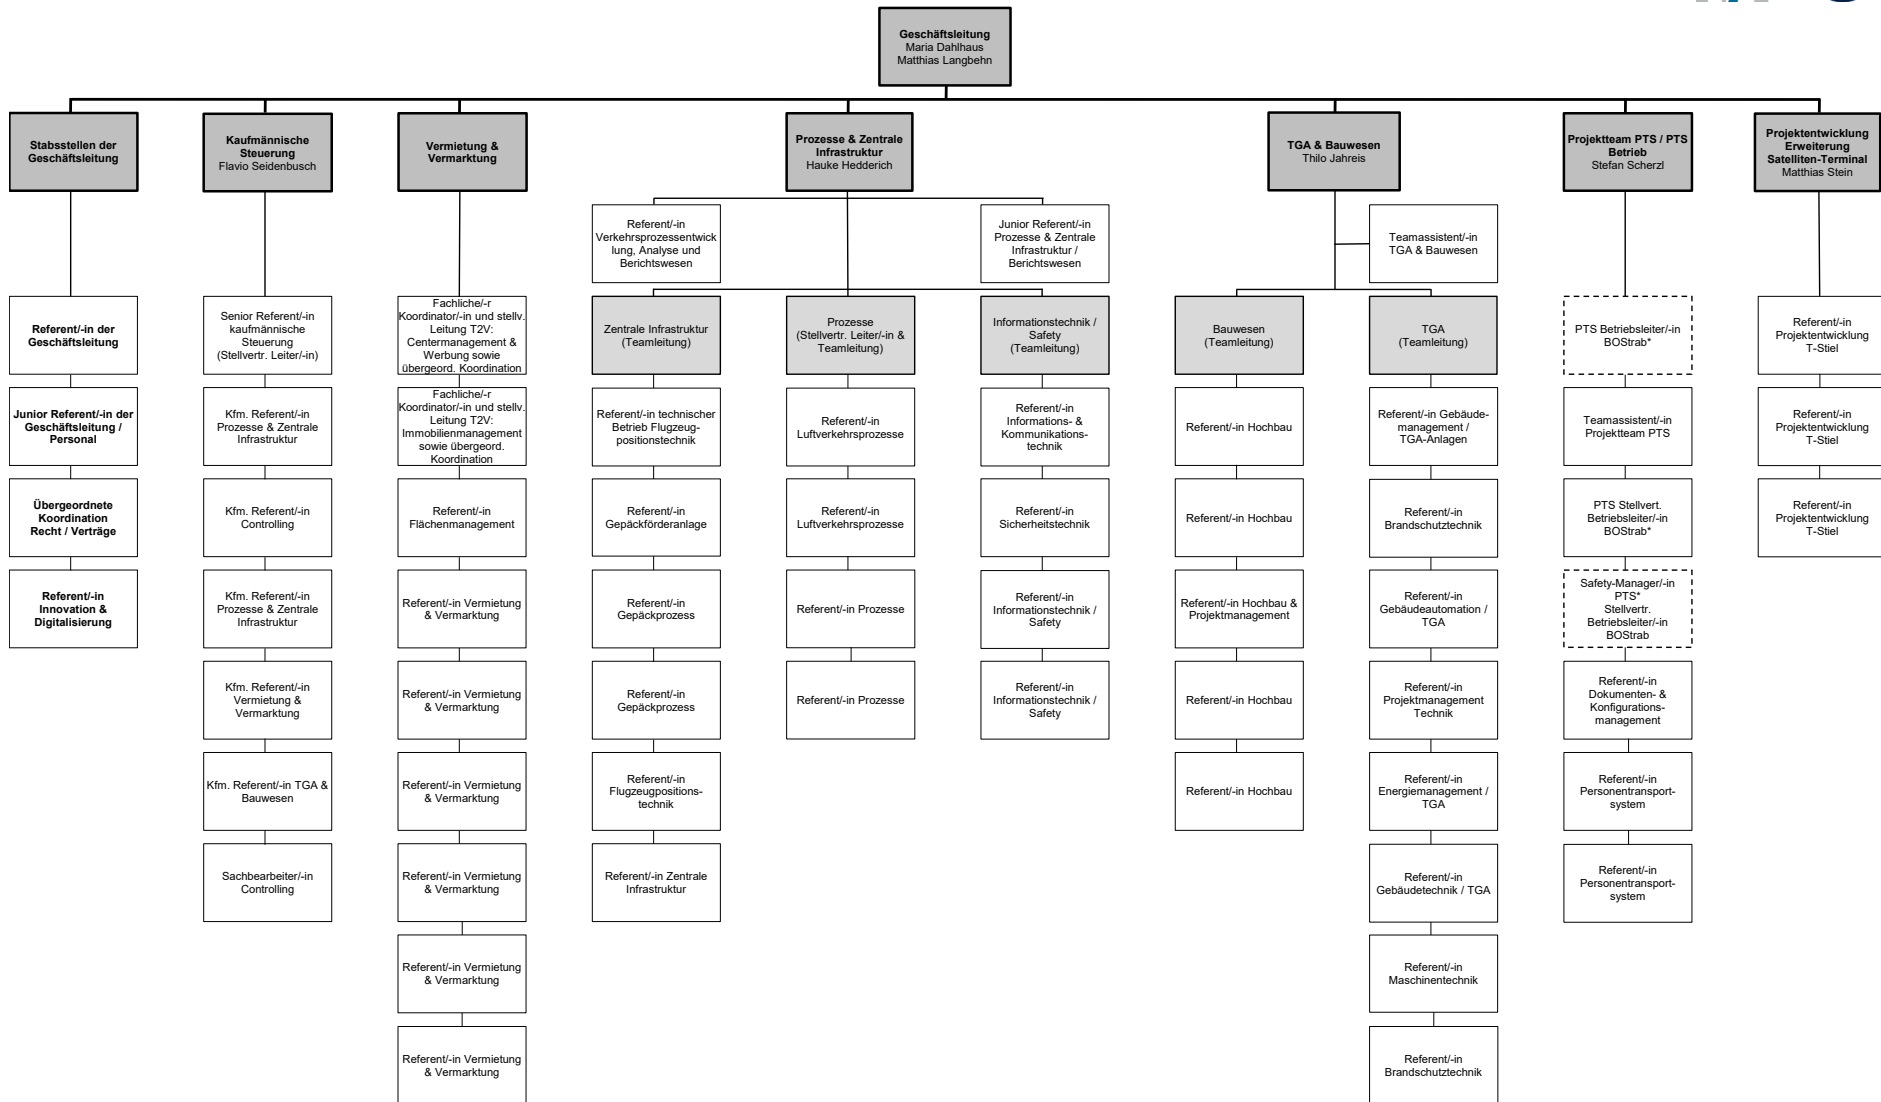 Geschäftsleitung
Maria Dahlhaus
Matthias Langbehn
Stabsstellen der
Geschäftsleitung
Kaufmännische
Steuerung
Flavio Seidenbusch
Vermietung &
Vermarktung
Prozesse & Zentrale
Infrastruktur
Hauke Hedderich
TGA & Bauwesen
Thilo Jahreis
Projektteam PTS / PTS
Betrieb
Stefan Scherzl
Projektentwicklung
Erweiterung
Satelliten-Terminal
Matthias Stein
Referent/-in
Verkehrsprozessentwick
lung, Analyse und
Berichtswesen
Junior Referent/-in
Prozesse & Zentrale
Infrastruktur /
Berichtswesen
Teamassistent/-in
TGA & Bauwesen
Referent/-in der
Geschäftsleitung
Junior Referent/-in der
Geschäftsleitung /
Personal
Übergeordnete
Koordination
Recht / Verträge
Referent/-in
Innovation &
Digitalisierung
Senior Referent/-in
kaufmännische
Steuerung
(Stellvertr. Leiter/-in)
Kfm. Referent/-in
Prozesse & Zentrale
Infrastruktur
Kfm. Referent/-in
Controlling
Kfm. Referent/-in
Prozesse & Zentrale
Infrastruktur
Kfm. Referent/-in
Vermietung &
Vermarktung
Kfm. Referent/-in TGA &
Bauwesen
Sachbearbeiter/-in
Controlling
Fachliche/-r
Koordinator/-in und stellv.
Leitung T2V:
Centermanagement &
Werbung sowie
übergeord. Koordination
Fachliche/-r
Koordinator/-in und stellv.
Leitung T2V:
Immobilienmanagement
sowie übergeord.
Koordination
Referent/-in
Flächenmanagement
Referent/-in Vermietung
& Vermarktung
Referent/-in Vermietung
& Vermarktung
Referent/-in Vermietung
& Vermarktung
Referent/-in Vermietung
& Vermarktung
Referent/-in Vermietung
& Vermarktung
Referent/-in Vermietung
& Vermarktung
Zentrale Infrastruktur
(Teamleitung)
Referent/-in technischer
Betrieb Flugzeug-
positionstechnik
Referent/-in
Gepäckförderanlage
Referent/-in
Gepäckprozess
Referent/-in
Gepäckprozess
Referent/-in
Flugzeugpositions-
technik
Referent/-in Zentrale
Infrastruktur
Prozesse
(Stellvertr. Leiter/-in &
Teamleitung)
Referent/-in
Luftverkehrsprozesse
Referent/-in
Luftverkehrsprozesse
Referent/-in Prozesse
Referent/-in Prozesse
Informationstechnik /
Safety
(Teamleitung)
Referent/-in
Informations- &
Kommunikations-
technik
Referent/-in
Sicherheitstechnik
Referent/-in
Informationstechnik /
Safety
Referent/-in
Informationstechnik /
Safety
Bauwesen
(Teamleitung)
Referent/-in Hochbau
Referent/-in Hochbau
Referent/-in Hochbau &
Projektmanagement
Referent/-in Hochbau
Referent/-in Hochbau
TGA
(Teamleitung)
Referent/-in Gebäude-
management /
TGA-Anlagen
Referent/-in
Brandschutztechnik
Referent/-in
Gebäudeautomation /
TGA
Referent/-in
Projektmanagement
Technik
Referent/-in
Energiemanagement /
TGA
Referent/-in
Gebäudetechnik / TGA
Referent/-in
Maschinentechnik
Referent/-in
Brandschutztechnik
PTS Betriebsleiter/-in
BOStrab*
Teamassistent/-in
Projektteam PTS
PTS Stellvert.
Betriebsleiter/-in
BOStrab*
Safety-Manager/-in
PTS*
Stellvertr.
Betriebsleiter/-in
BOStrab
Referent/-in
Dokumenten- &
Konfigurations-
management
Referent/-in
Personentransport-
system
Referent/-in
Personentransport-
system
Referent/-in
Projektentwicklung
T-Stiel
Referent/-in
Projektentwicklung
T-Stiel
Referent/-in
Projektentwicklung
T-Stiel